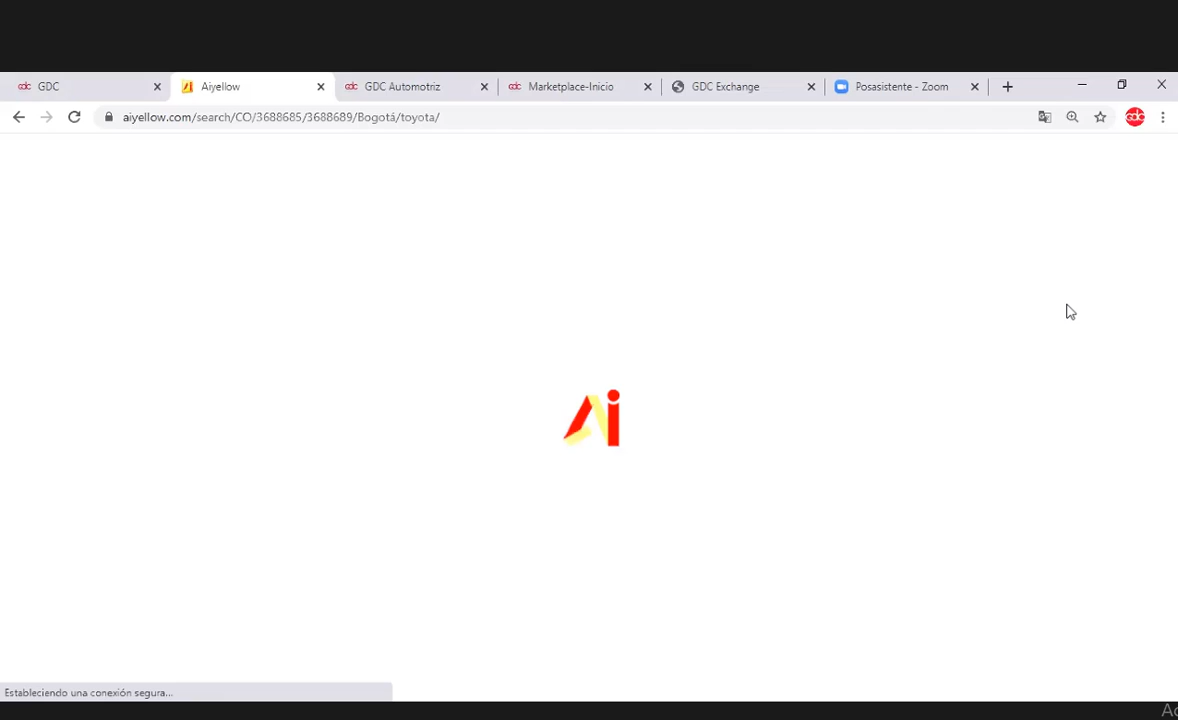 GDC
Aiyellow
GDC Automotriz
Marketplace-Inicio
GDC Exchange
Posasistente - Zoom
aiyellow.com/search/CO/3688685/3688689/Bogotá/toyota/
gdc
Ai
Estableciendo una conexión segura...